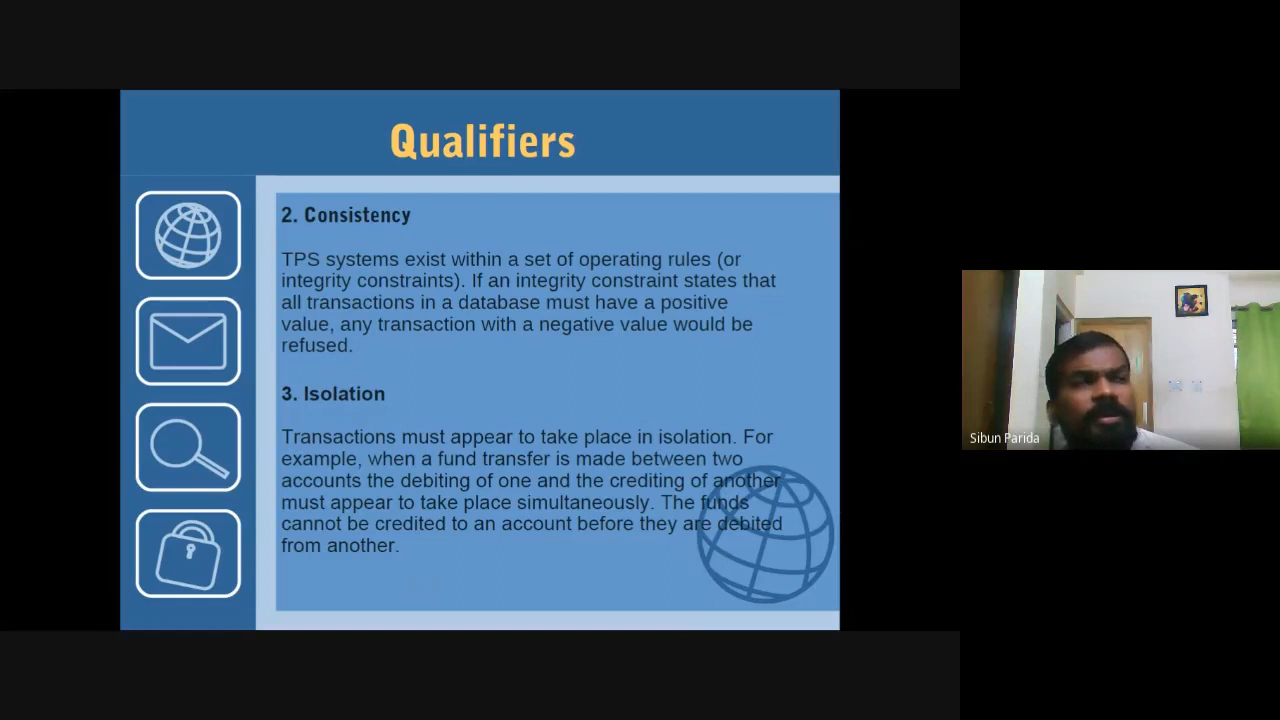 Qualifiers
2. Consistency
TPS systems exist within a set of operating rules (or
integrity constraints). If an integrity constraint states that
all transactions in a database must have a positive
value, any transaction with a negative value would be
refused.
3. Isolation
Transactions must appear to take place in isolation. For
example, when a fund transfer is made between two
accounts the debiting of one and the crediting of another
must appear to take place simultaneously. The funds
cannot be credited to an account before they are debited
from another.
Sibun Parida